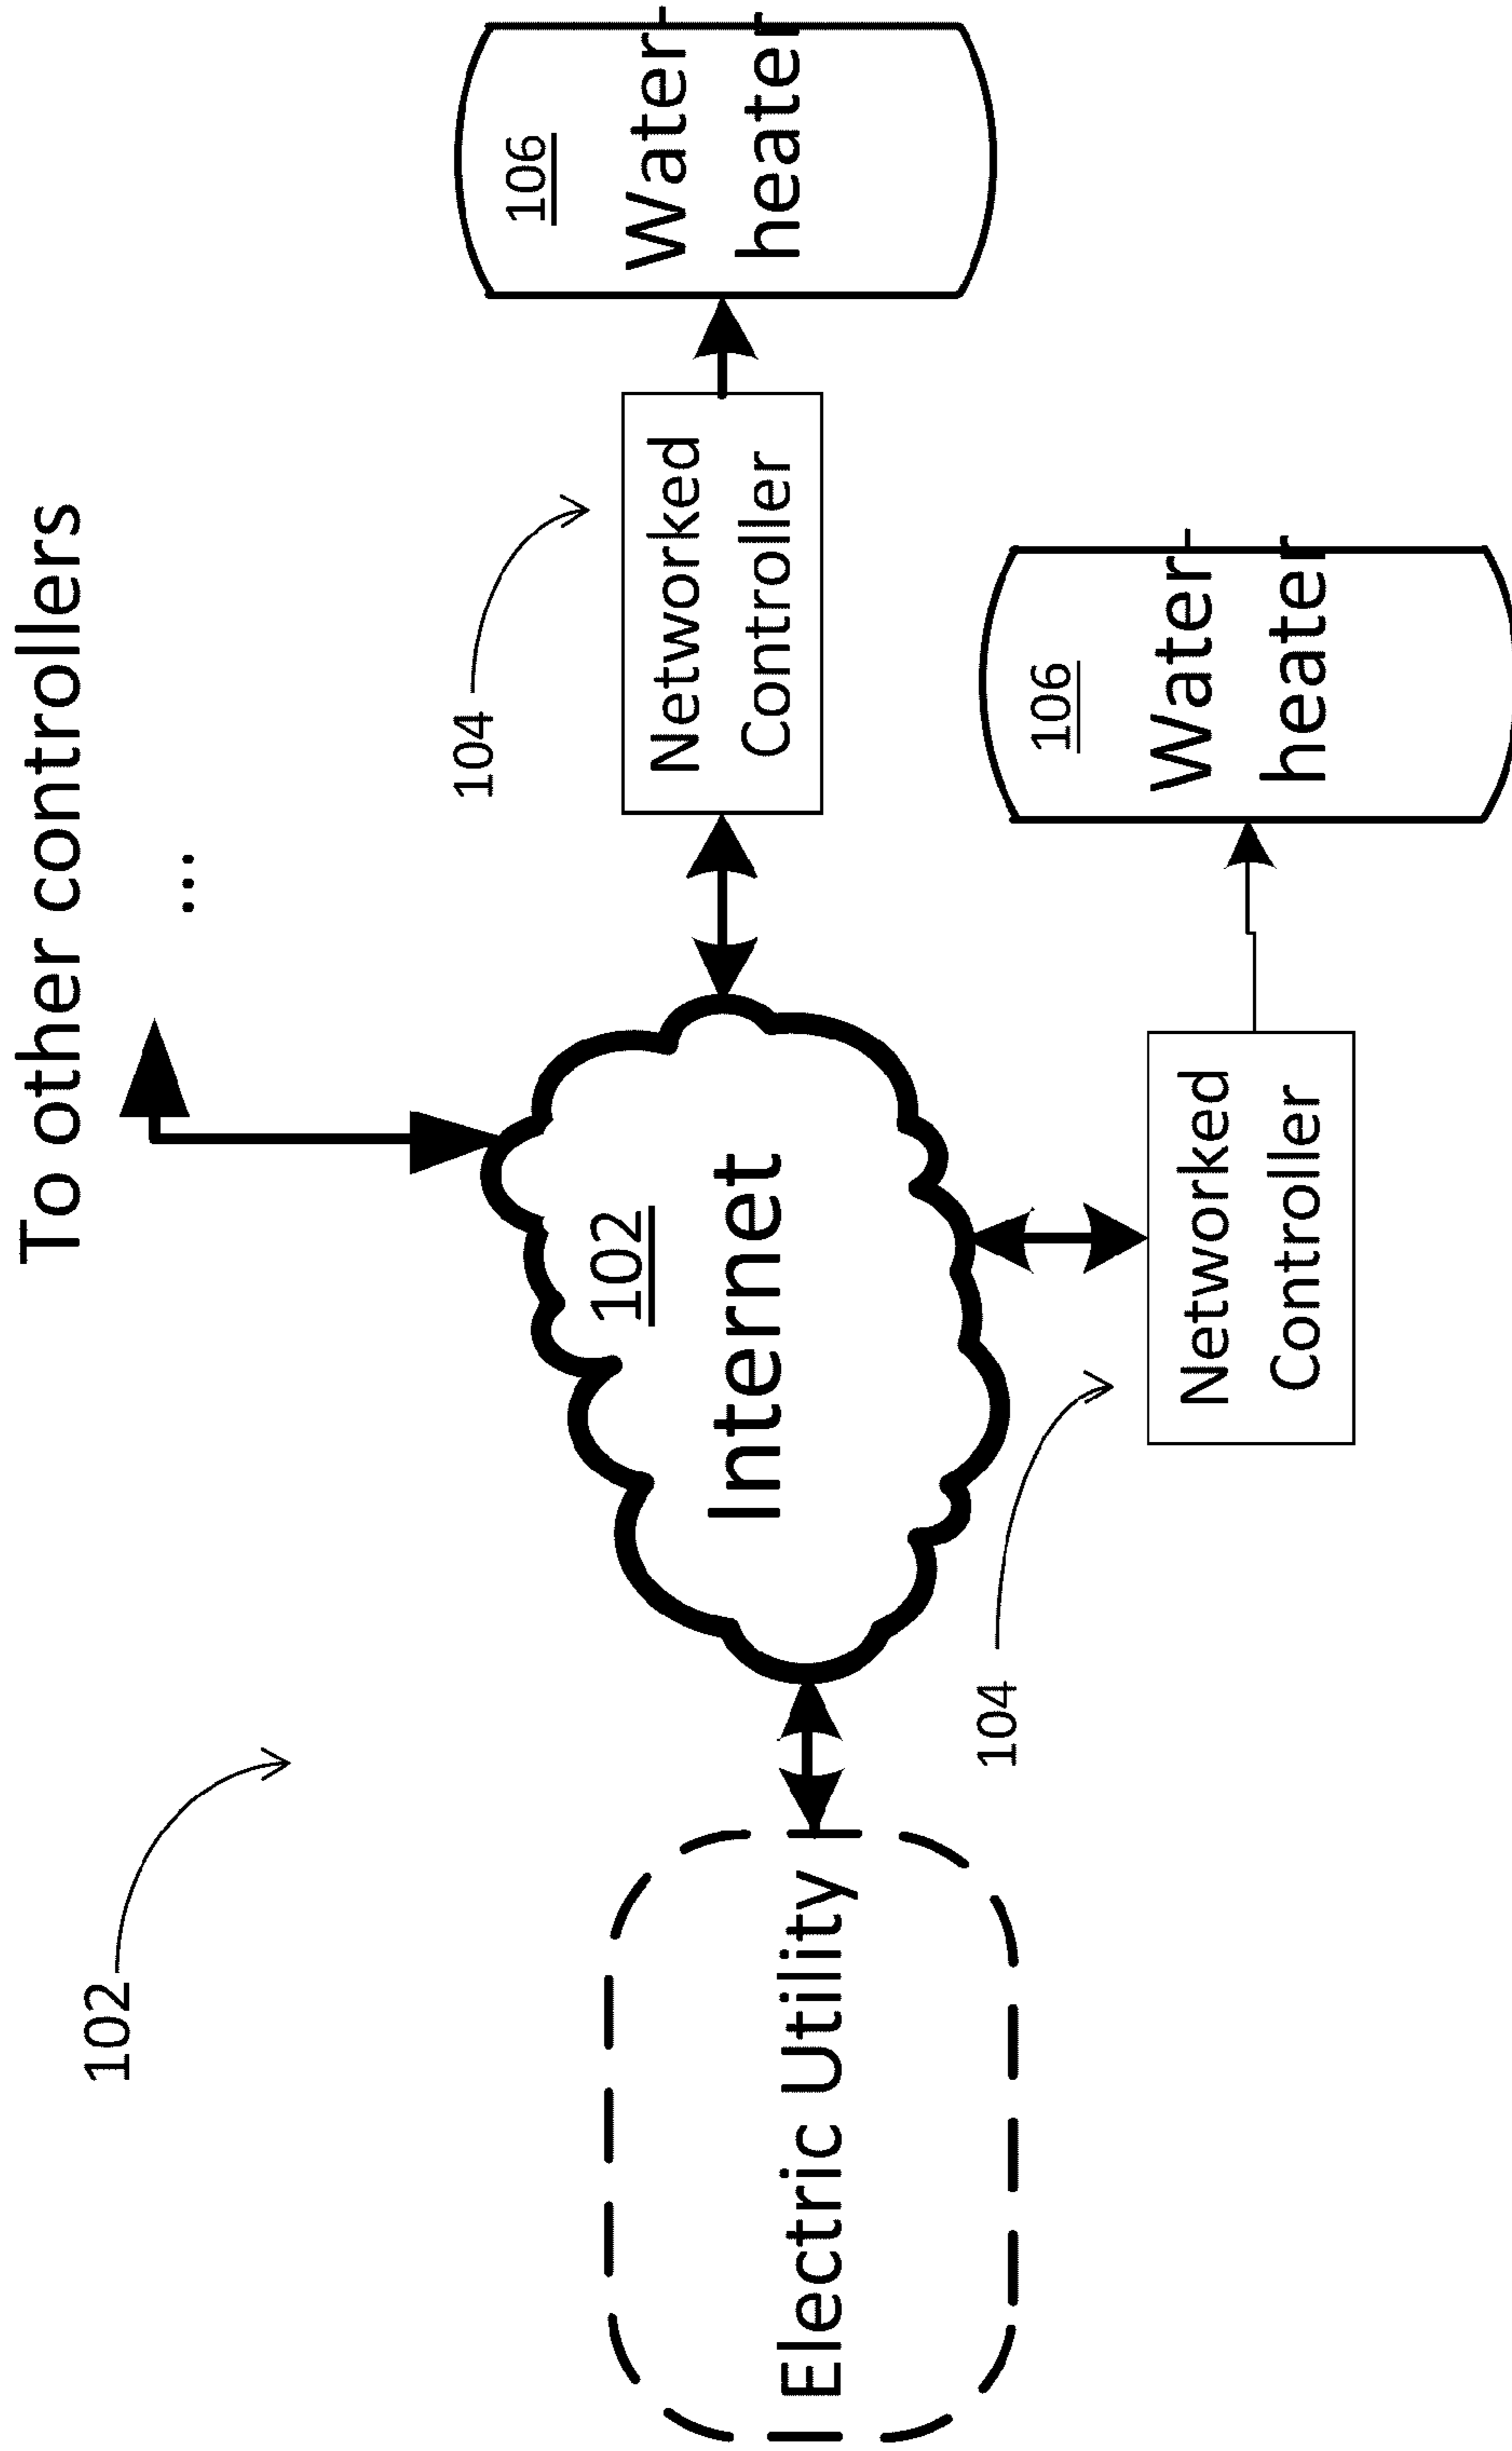 To other controllers
...
102
104
Networked
Controller
106
Water
heater
102
Internet
Electric Utility
104
Networked
Controller
106
Water
heater